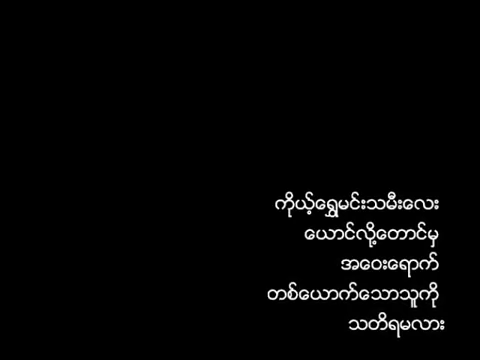 ကိုယ့်ရွှေမင်းသမီးလေး
ယောင်လို့တောင်မှ
အဝေးရောက်
တစ်ယောက်သောသူကို
သတိရမလား